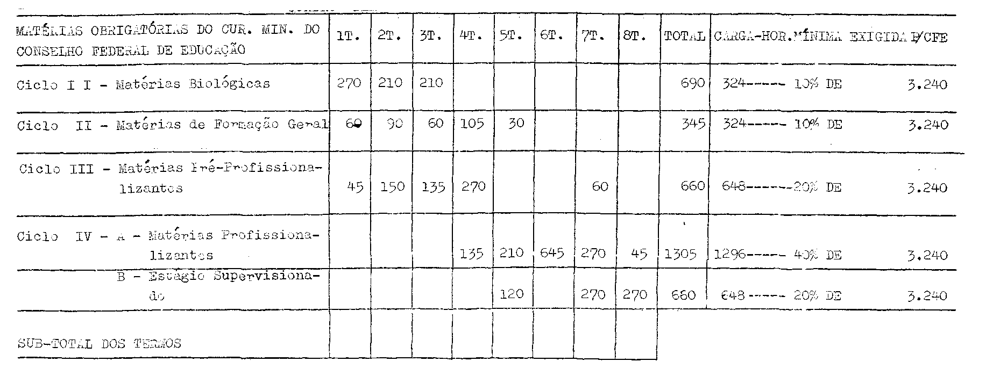 MATÉRIAS OBRIGATÓRIAS DO CUR. MIN. DO
CONSELHO FEDERAL DE EDUCAÇÃO
1T. 2T. 3T. 4T. 5T. 6T. 7T. 8T. TOTAL CARGA-HOR.MÍNIMA EXIGIDA P/CFE
Ciclo I I - Matérias Biológicas 270 210 210 690 324------ 10% DE 3.240
Ciclo II - Matérias de Formação Geral 60 90 60 105 30 345 324------ 10% DE 3.240
Ciclo III - Matérias Pré-Profissiona-
lizantes 45 150 135 270 60 660 648-------20% DE 3.240
Ciclo IV - A - Matérias Profissiona-
lizantes 135 210 645 270 45 1305 1296------ 40% DE 3.240
B - Estágio Supervisiona-
do 120 270 270 660 648 ------ 20% DE 3.240
SUB-TOTAL DOS TERMOS